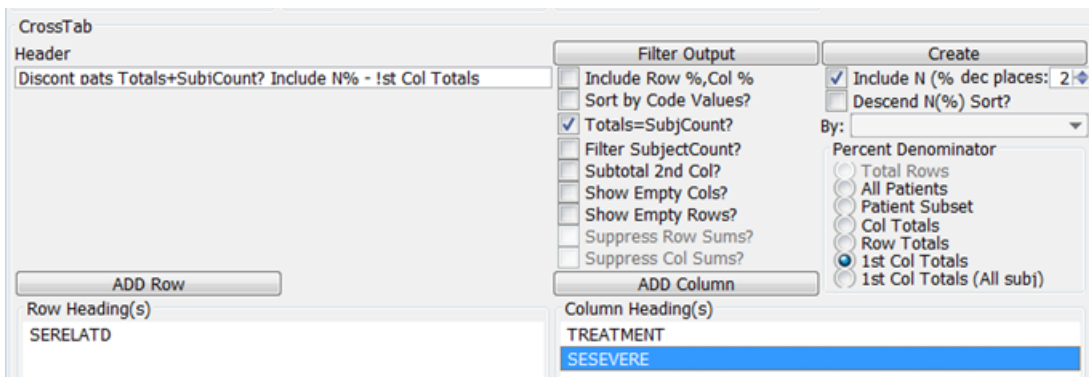 CrossTab
Header
Discont pats Totals+SubjCount? Include N% - !st Col Totals
ADD Row
Row Heading(s)
SERELATD
Filter Output
Include Row %,Col %
Sort by Code Values?
Totals=SubjCount?
Filter SubjectCount?
Subtotal 2nd Col?
Show Empty Cols?
Show Empty Rows?
Suppress Row Sums?
Suppress Col Sums?
ADD Column
Column Heading(s)
TREATMENT
SESEVERE
Create
Include N (% dec places: 2
Descend N(%) Sort?
By:
Percent Denominator
Total Rows
All Patients
Patient Subset
Col Totals
Row Totals
1st Col Totals
1st Col Totals (All subj)